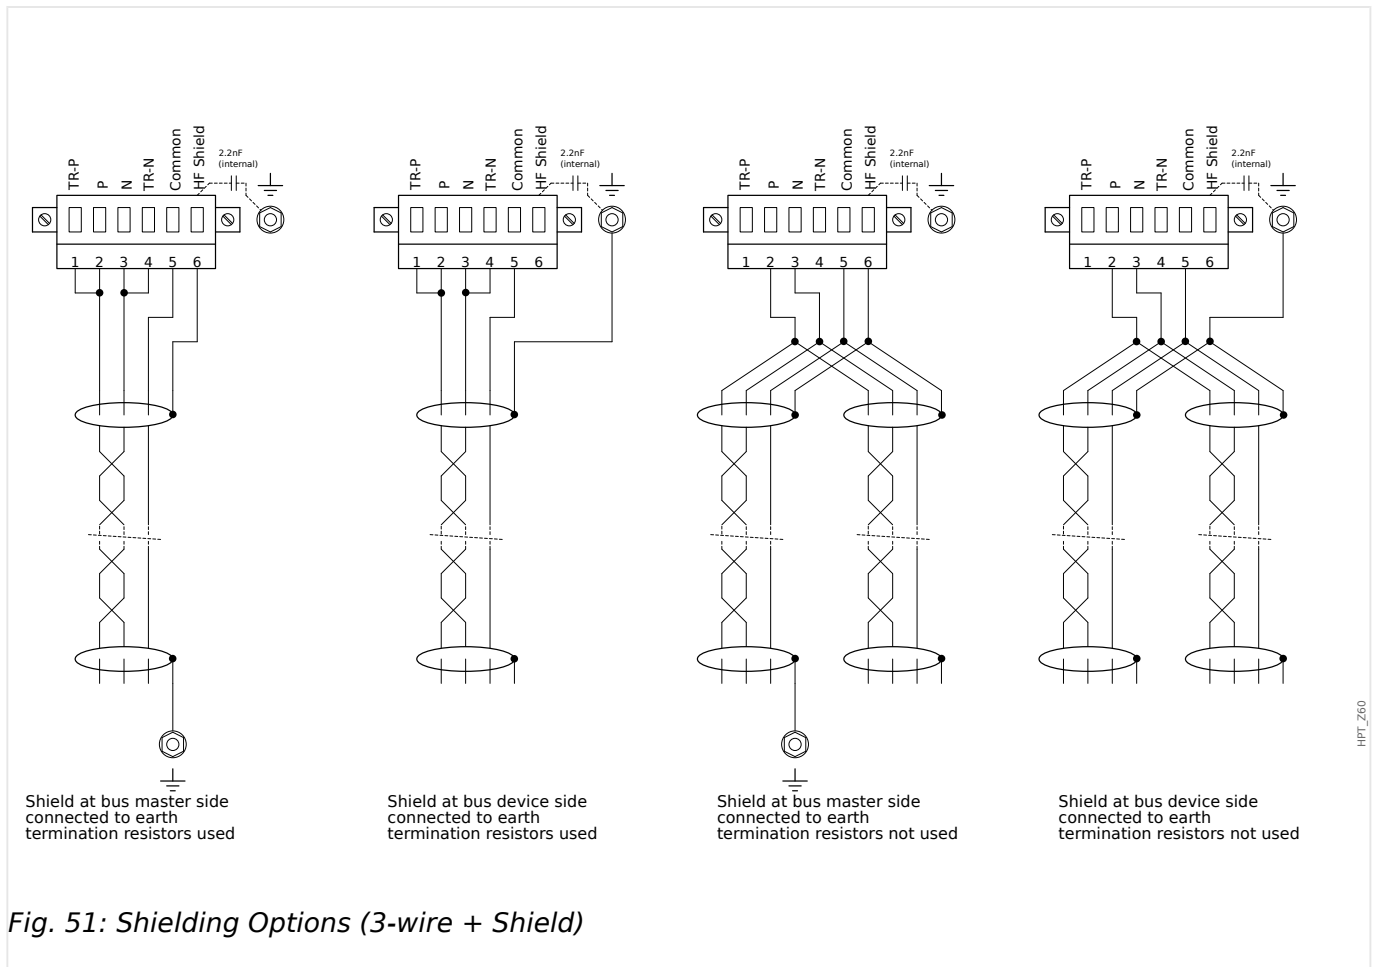 TR-P P N TR-N Common HF Shield
2.2nF
(internal)
1 2 3 4 5 6
Shield at bus master side
connected to earth
termination resistors used
TR-P P N TR-N Common HF Shield
2.2nF
(internal)
1 2 3 4 5 6
Shield at bus device side
connected to earth
termination resistors used
TR-P P N TR-N Common HF Shield
2.2nF
(internal)
1 2 3 4 5 6
Shield at bus master side
connected to earth
termination resistors not used
TR-P P N TR-N Common HF Shield
2.2nF
(internal)
1 2 3 4 5 6
Shield at bus device side
connected to earth
termination resistors not used
HPT_Z60
Fig. 51: Shielding Options (3-wire + Shield)